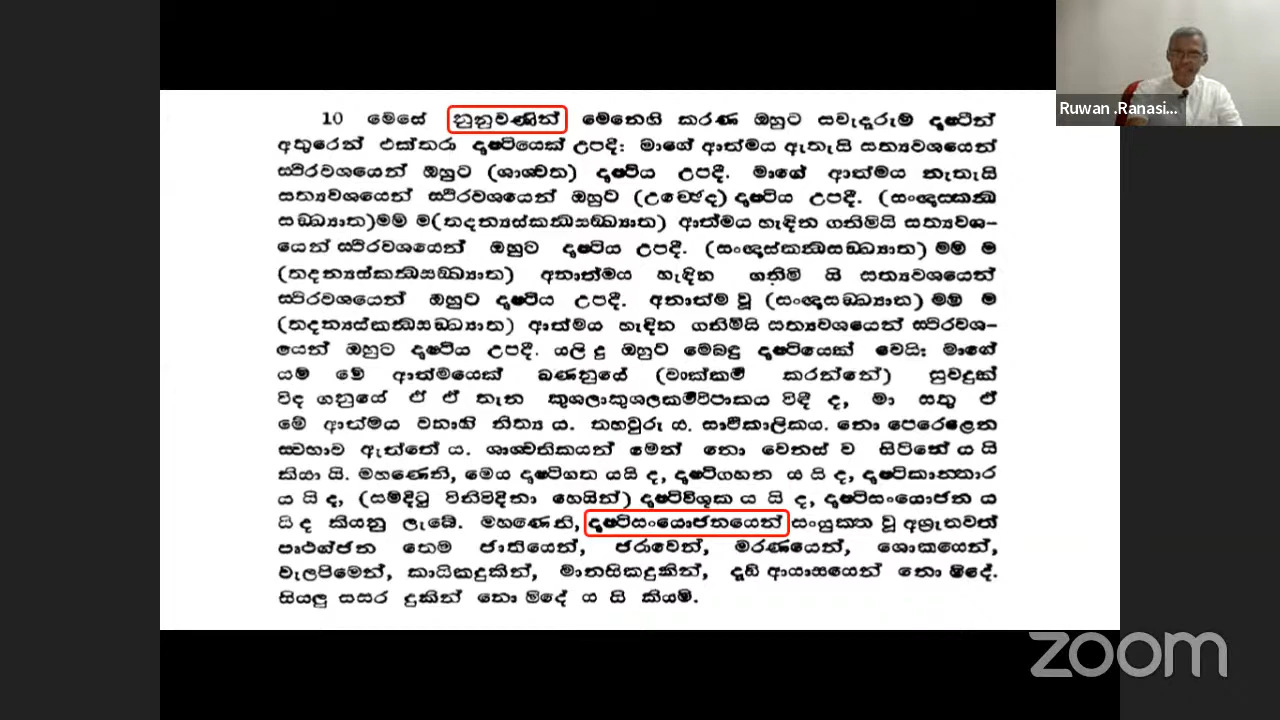 Ruwan .Ranasi...
10 මෙසේ නුනුවණින් මෙනෙහි කරණ ඔහුට සවැදෑරුම් දෘෂ්ටීන්
අතුරෙන් එක්තරා දෘෂ්ටියෙක් උපදී: මාගේ ආත්මය ඇතැයි සත්‍යවශයෙන්
ස්ථිරවශයෙන් ඔහුට (ශාශ්වත) දෘෂ්ටිය උපදී. මාගේ ආත්මය නැතැයි
සත්‍යවශයෙන් ස්ථිරවශයෙන් ඔහුට (උච්ඡෙද) දෘෂ්ටිය උපදී. (සංඥාස්කන්ධ
සඞ්ඛ්‍යාත) මම් ම (තදන්‍යස්කන්ධසඞ්ඛ්‍යාත) ආත්මය හැඳින ගනිමියි සත්‍යවශ-
යෙන් ස්ථිරවශයෙන් ඔහුට දෘෂ්ටිය උපදී. (සංඥාස්කන්ධසඞ්ඛ්‍යාත) මම් ම
(තදන්‍යස්කන්ධසඞ්ඛ්‍යාත) අනාත්මය හැඳින ගනිමි යි සත්‍යවශයෙන්
ස්ථිරවශයෙන් ඔහුට දෘෂ්ටිය උපදී. අනාත්ම වූ (සංඥාසඞ්ඛ්‍යාත) මම් ම
(තදන්‍යස්කන්ධසඞ්ඛ්‍යාත) ආත්මය හැඳින ගනිමියි සත්‍යවශයෙන් ස්ථිරවශ-
යෙන් ඔහුට දෘෂ්ටිය උපදී. යලි දු ඔහුට මෙබඳු දෘෂ්ටියෙක් වෙයි: මාගේ
යම් මේ ආත්මයෙක් බණනුයේ (වාක්කර්ම කරන්නේ) සුවදුක්
විඳ ගනුයේ ඒ ඒ තැන කුශලාකුශලකර්මවිපාකය විඳී ද, මා සතු ඒ
මේ ආත්මය වනාහි නිත්‍ය ය. තහවුරු ය. සාර්වකාලිකය. නො පෙරෙළෙන
ස්වභාව ඇත්තේ ය. ශාශ්වතිකයන් මෙන් නො වෙනස් ව සිටිනේ ය යි
කියා යි. මහණෙනි, මෙය දෘෂ්ටිගත යයි ද, දෘෂ්ටිගහන ය යි ද, දෘෂ්ටිකාන්තාර
ය යි ද, (සම්දිටු විනිවිදිනා හෙයින්) දෘෂ්ටිවිශූක ය යි ද, දෘෂ්ටිසංයොජන ය
යි ද කියනු ලැබේ. මහණෙනි, දෘෂ්ටිසංයොජනයෙන් සංයුක්ත වූ අශ්‍රුතවත්
පෘථග්ජන තෙම ජාතියෙන්, ජරාවෙන්, මරණයෙන්, ශොකයෙන්,
වැලපීමෙන්, කායිකදුකින්, මානසිකදුකින්, දැඩි ආයාසයෙන් නො මිදේ.
සියලු සසර දුකින් නො මිදේ ය යි කියමි.
zoom